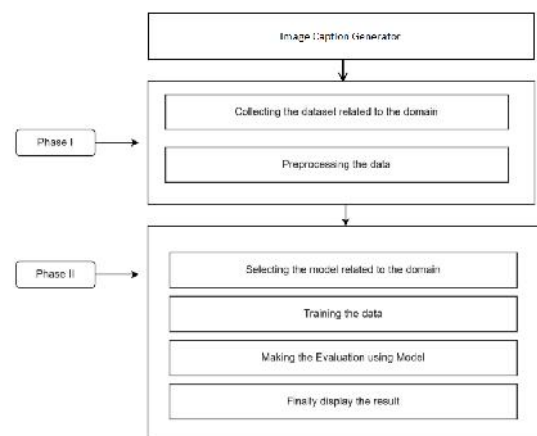 Image Caption Generator
Collecting the dataset related to the domain
Phase I
Preprocessing the data
Selecting the model related to the domain
Phase II
Training the data
Making the Evaluation using Model
Finally display the result